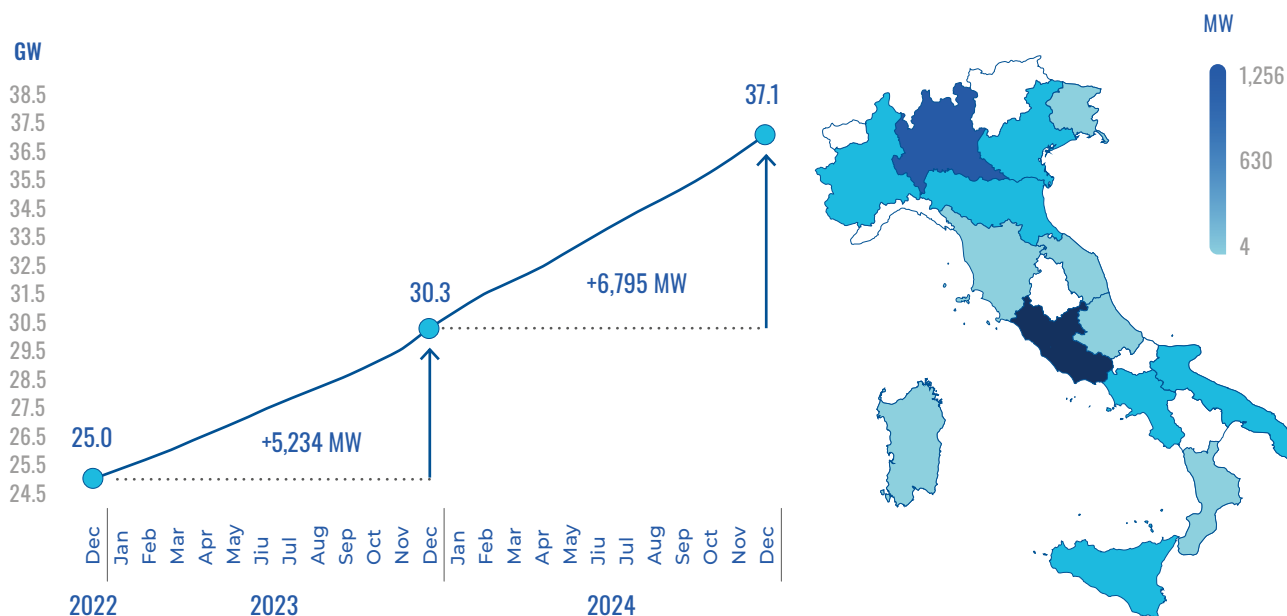 GW
38.5
37.5
36.5
35.5
34.5
33.5
32.5
31.5
30.5
29.5
28.5
27.5
26.5
25.5
24.5
25.0
30.3
37.1
+5,234 MW
+6,795 MW
Dec
Jan
Feb
Mar
Apr
May
Jiu
Jul
Aug
Sep
Oct
Nov
Dec
Jan
Feb
Mar
Apr
May
Jiu
Jul
Aug
Sep
Oct
Nov
Dec
2022
2023
2024
MW
1,256
630
4